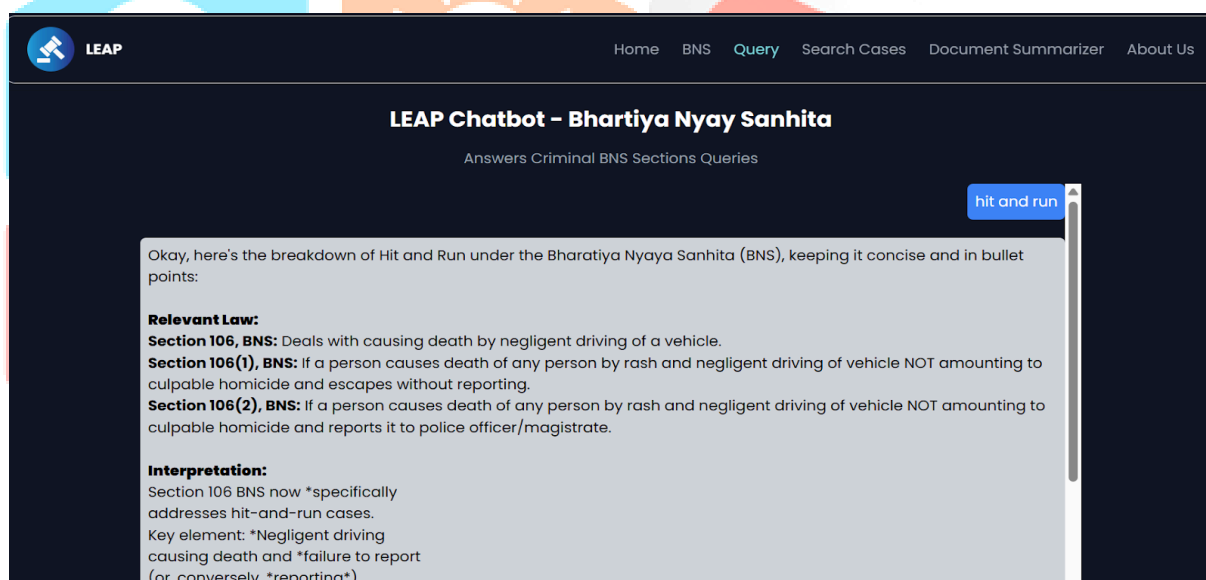 LEAP
Home BNS Query Search Cases Document Summarizer About Us
LEAP Chatbot - Bhartiya Nyay Sanhita
Answers Criminal BNS Sections Queries
hit and run
Okay, here's the breakdown of Hit and Run under the Bharatiya Nyaya Sanhita (BNS), keeping it concise and in bullet
points:
Relevant Law:
Section 106, BNS: Deals with causing death by negligent driving of a vehicle.
Section 106(1), BNS: If a person causes death of any person by rash and negligent driving of vehicle NOT amounting to
culpable homicide and escapes without reporting.
Section 106(2), BNS: If a person causes death of any person by rash and negligent driving of vehicle NOT amounting to
culpable homicide and reports it to police officer/magistrate.
Interpretation:
Section 106 BNS now *specifically
addresses hit-and-run cases.
Key element: *Negligent driving
causing death and *failure to report
(or, conversely, *reporting*)